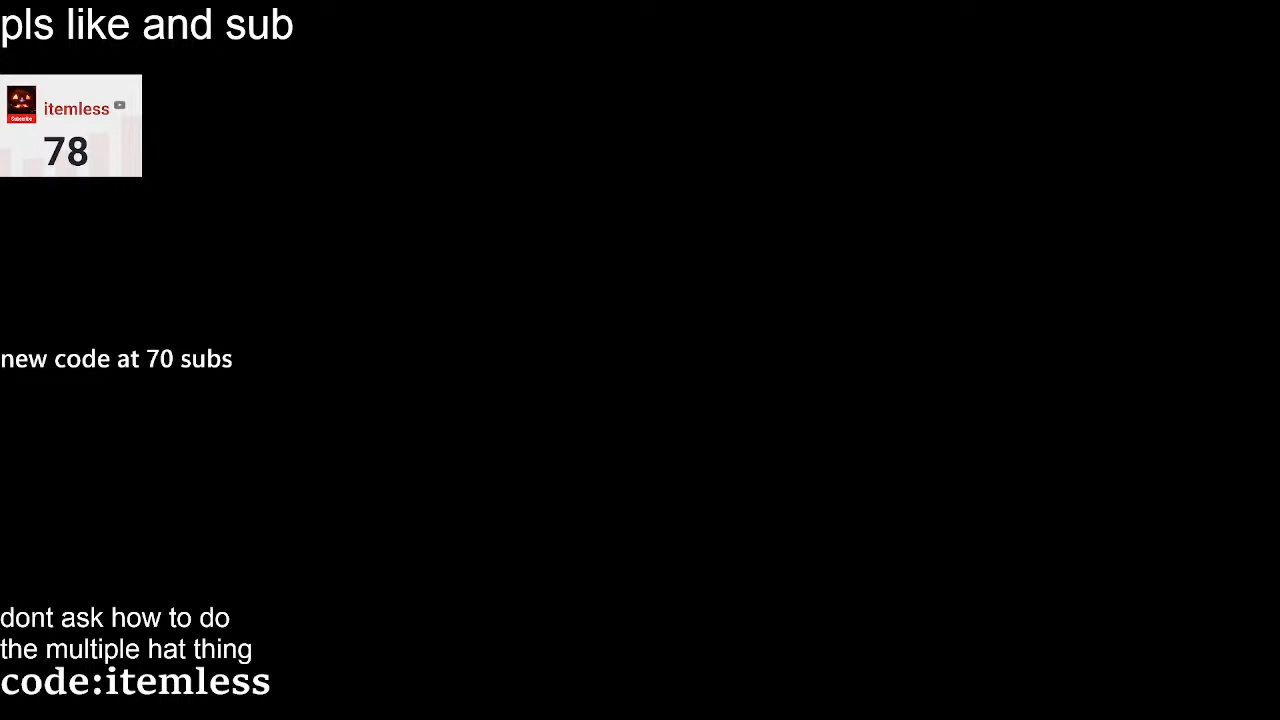 pls like and sub
itemless
Subscribe
78
new code at 70 subs
dont ask how to do
the multiple hat thing
code:itemless